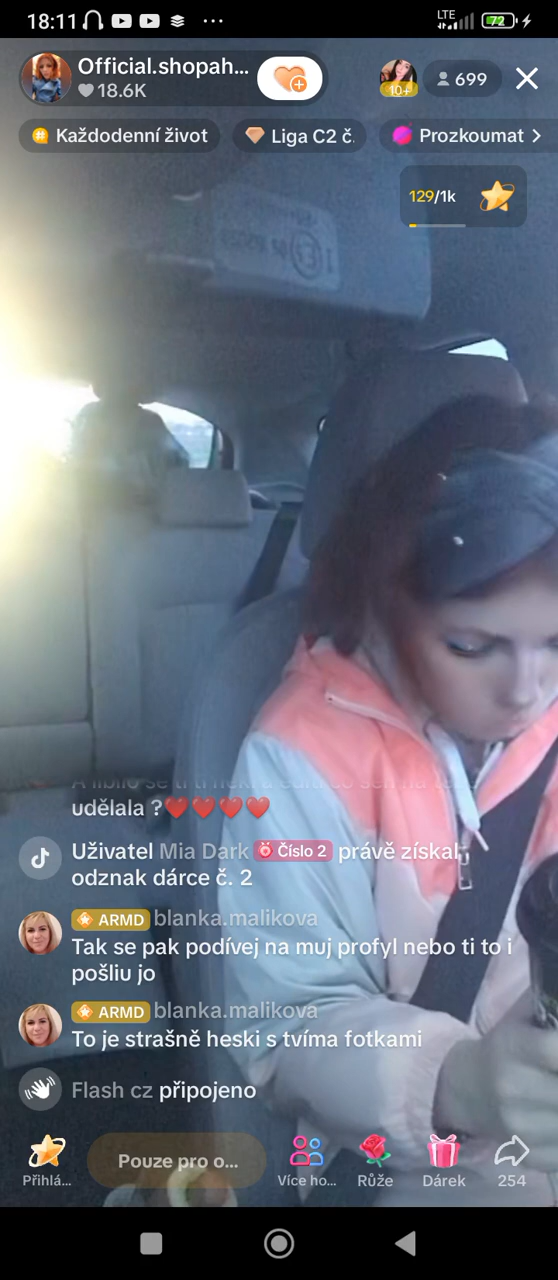 18:11
LTE
72
Official.shopah...
18.6K
10+
699
Každodenní život
Liga C2 č.
Prozkoumat
129/1k
udělala ?❤️❤️❤️❤️
Uživatel Mia Dark Číslo 2 právě získal
odznak dárce č. 2
ARMD blanka.malikova
Tak se pak podívej na muj profyl nebo ti to i
pošliu jo
ARMD blanka.malikova
To je strašně heski s tvíma fotkami
Flash cz připojeno
Přihlá...
Pouze pro o...
Více ho...
Růže
Dárek
254